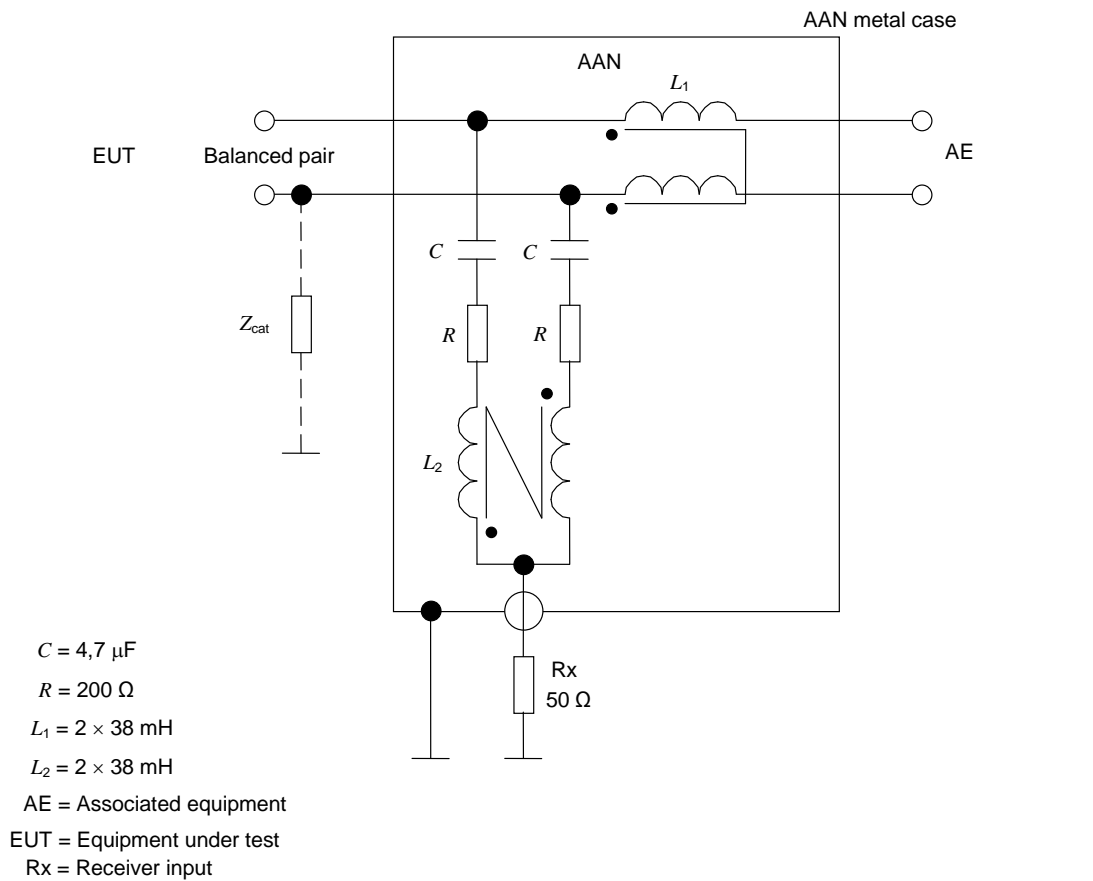 AAN metal case
AAN
L1
EUT
Balanced pair
AE
C
C
Zcat
R
R
L2
Rx
50 Ω
C = 4,7 μF
R = 200 Ω
L1 = 2 × 38 mH
L2 = 2 × 38 mH
AE = Associated equipment
EUT = Equipment under test
Rx = Receiver input